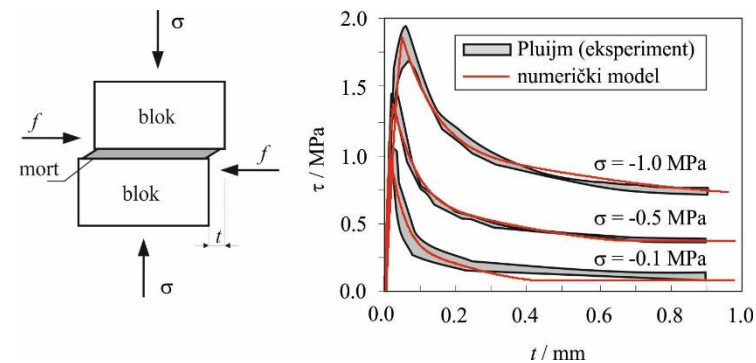 σ
blok
f
f
mort
blok
t
σ
τ / MPa
2.0
1.5
1.0
0.5
0.0
Pluijm (eksperiment)
numerički model
σ = -1.0 MPa
σ = -0.5 MPa
σ = -0.1 MPa
0.0 0.2 0.4 0.6 0.8 1.0
t / mm